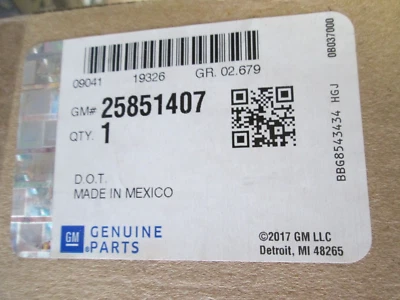 09041 19326 GR. 02.679
GM# 25851407
QTY. 1
D.O.T.
MADE IN MEXICO
GM GENUINE
PARTS
©2017 GM LLC
Detroit, MI 48265
0B037000
BBG8543434 HGJ